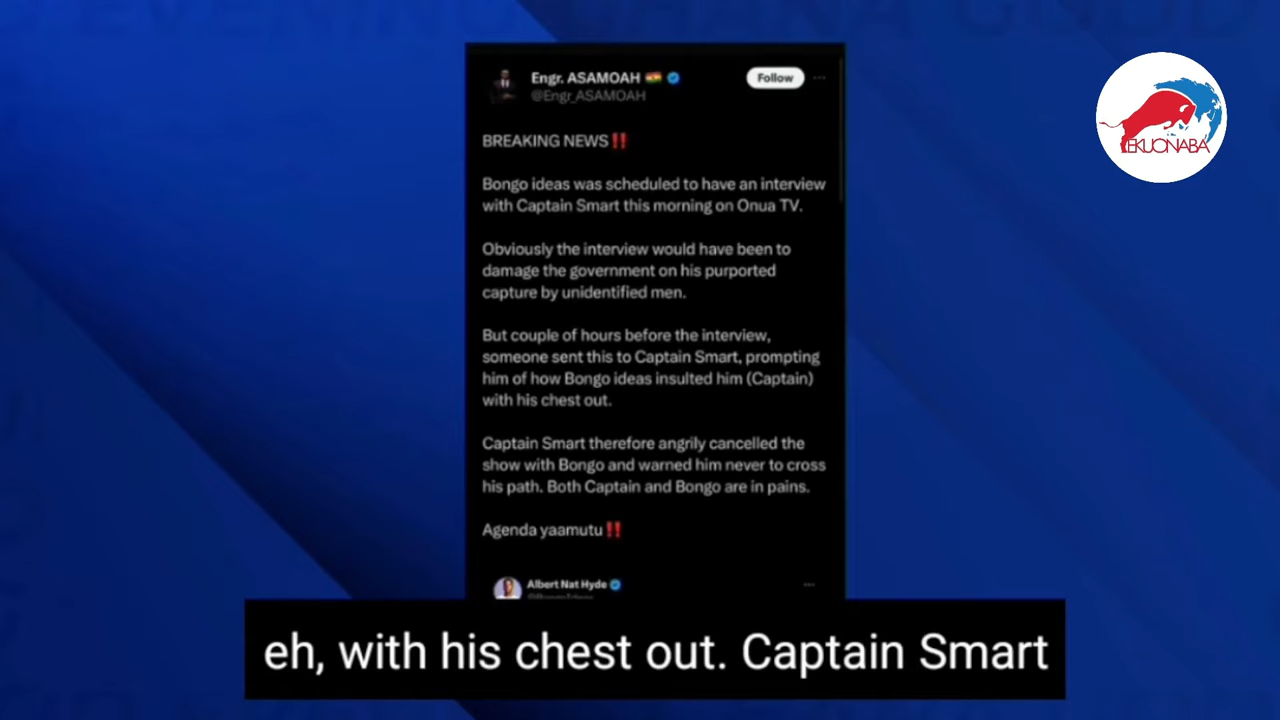 EVENING GHANA GOOD
Engr. ASAMOAH
Follow
@Engr_ASAMOAH
BREAKING NEWS‼️
Bongo ideas was scheduled to have an interview
with Captain Smart this morning on Onua TV.
Obviously the interview would have been to
damage the government on his purported
capture by unidentified men.
But couple of hours before the interview,
someone sent this to Captain Smart, prompting
him of how Bongo ideas insulted him (Captain)
with his chest out.
Captain Smart therefore angrily cancelled the
show with Bongo and warned him never to cross
his path. Both Captain and Bongo are in pains.
Agenda yaamutu‼️
Albert Nat Hyde
EKUONABA
eh, with his chest out. Captain Smart